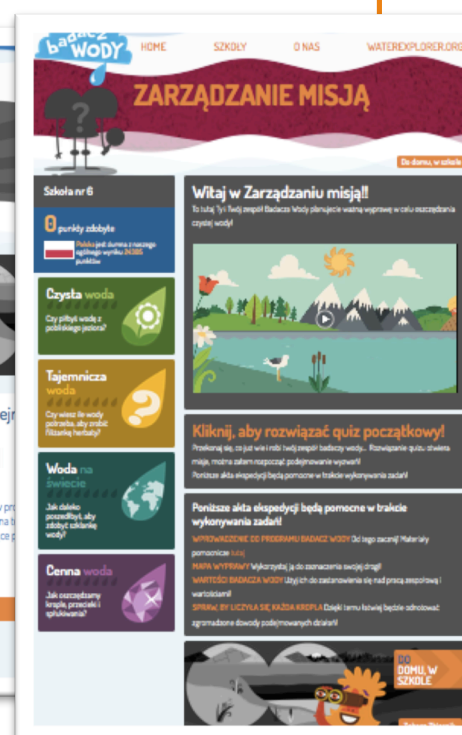 badacz
WODY
HOME SZKOŁY O NAS WATEREXPLORER.ORG
ZARZĄDZANIE MISJĄ
Do domu, w szkole
Szkoła nr 6
0 punkty zdobyte
Polska jest dumna z naszego
ogólnego wyniku 24305
punktów
Czysta woda
Czy piłbyś wodę z
pobliskiego jeziora?
Tajemnicza
woda
Czy wiesz ile wody
potrzeba, aby zrobić
filiżankę herbaty?
Woda na
świecie
Jak daleko
poszedłbyś, aby
zdobyć szklankę
wody?
Cenna woda
Jak oszczędzamy
krople, przecieki i
spłukiwania?
Witaj w Zarządzaniu misją!!
To tutaj Ty i Twój zespół Badacza Wody planujecie ważną wyprawę w celu oszczędzania
czystej wody!
Kliknij, aby rozwiązać quiz początkowy!
Przekonaj się, co już wie i robi twój zespół badaczy wody... Rozwiązanie quizu otwiera
misje, można zatem rozpocząć podejmowanie wyzwań!
Poniższe akta ekspedycji będą pomocne w trakcie wykonywania zadań!
Poniższe akta ekspedycji będą pomocne w trakcie
wykonywania zadań!
WPROWADZENIE DO PROGRAMU BADACZ WODY Od tego zacznij! Materiały
pomocnicze tutaj
MAPA WYPRAWY Wykorzystaj ją do zaznaczenia swojej drogi!
WARTOŚCI BADACZA WODY Użyj ich do zastanowienia się nad pracą zespołową i
wartościami!
SPRAW, BY LICZYŁA SIĘ KAŻDA KROPLA Dzięki temu łatwiej będzie odnotować
zgromadzone dowody podejmowanych działań!
DO
DOMU, W
SZKOLE